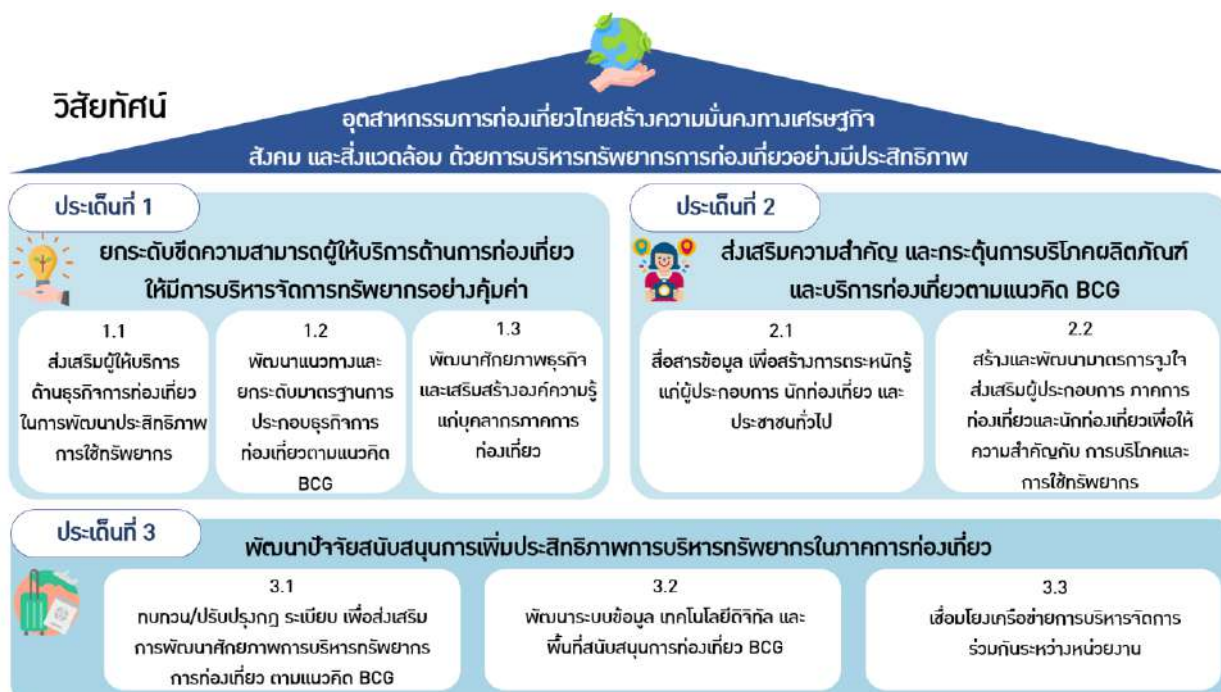 วิสัยทัศน์
อุตสาหกรรมการท่องเที่ยวไทยสร้างความมั่นคงทางเศรษฐกิจ
สังคม และสิ่งแวดล้อม ด้วยการบริหารทรัพยากรการท่องเที่ยวอย่างมีประสิทธิภาพ
ประเด็นที่ 1
ยกระดับขีดความสามารถผู้ให้บริการด้านการท่องเที่ยว
ให้มีการบริหารจัดการทรัพยากรอย่างคุ้มค่า
1.1
ส่งเสริมผู้ให้บริการ
ด้านธุรกิจการท่องเที่ยว
ในการพัฒนาประสิทธิภาพ
การใช้ทรัพยากร
1.2
พัฒนาแนวทางและ
ยกระดับมาตรฐานการ
ประกอบธุรกิจการ
ท่องเที่ยวตามแนวคิด
BCG
1.3
พัฒนาศักยภาพธุรกิจ
และเสริมสร้างองค์ความรู้
แก่บุคลากรภาคการ
ท่องเที่ยว
ประเด็นที่ 2
ส่งเสริมความสำคัญ และกระตุ้นการบริโภคผลิตภัณฑ์
และบริการท่องเที่ยวตามแนวคิด BCG
2.1
สื่อสารข้อมูล เพื่อสร้างการตระหนักรู้
แก่ผู้ประกอบการ นักท่องเที่ยว และ
ประชาชนทั่วไป
2.2
สร้างและพัฒนามาตรการจูงใจ
ส่งเสริมผู้ประกอบการ ภาคการ
ท่องเที่ยวและนักท่องเที่ยวเพื่อให้
ความสำคัญกับ การบริโภคและ
การใช้ทรัพยากร
ประเด็นที่ 3
พัฒนาปัจจัยสนับสนุนการเพิ่มประสิทธิภาพการบริหารทรัพยากรในภาคการท่องเที่ยว
3.1
ทบทวน/ปรับปรุงกฎ ระเบียบ เพื่อส่งเสริม
การพัฒนาศักยภาพการบริหารทรัพยากร
การท่องเที่ยว ตามแนวคิด BCG
3.2
พัฒนาระบบข้อมูล เทคโนโลยีดิจิทัล และ
พื้นที่สนับสนุนการท่องเที่ยว BCG
3.3
เชื่อมโยงเครือข่ายการบริหารจัดการ
ร่วมกันระหว่างหน่วยงาน